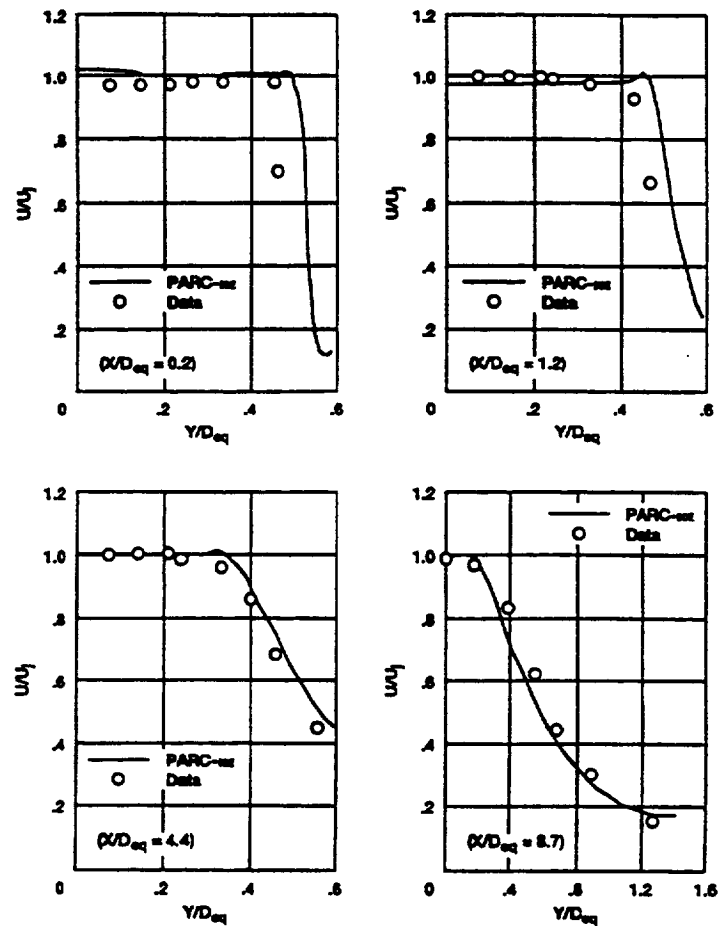 1.2
1.0
.8
.6
.4
.2
0
U/Uj
PARC-
Data
(X/Deq = 0.2)
.2
.4
.6
Y/Deq
1.2
1.0
.8
.6
.4
.2
0
U/Uj
PARC-
Data
(X/Deq = 1.2)
.2
.4
.6
Y/Deq
1.2
1.0
.8
.6
.4
.2
0
U/Uj
PARC-
Data
(X/Deq = 4.4)
.2
.4
.6
Y/Deq
1.2
1.0
.8
.6
.4
.2
0
U/Uj
PARC-
Data
(X/Deq = 8.7)
.4
.8
1.2
1.6
Y/Deq